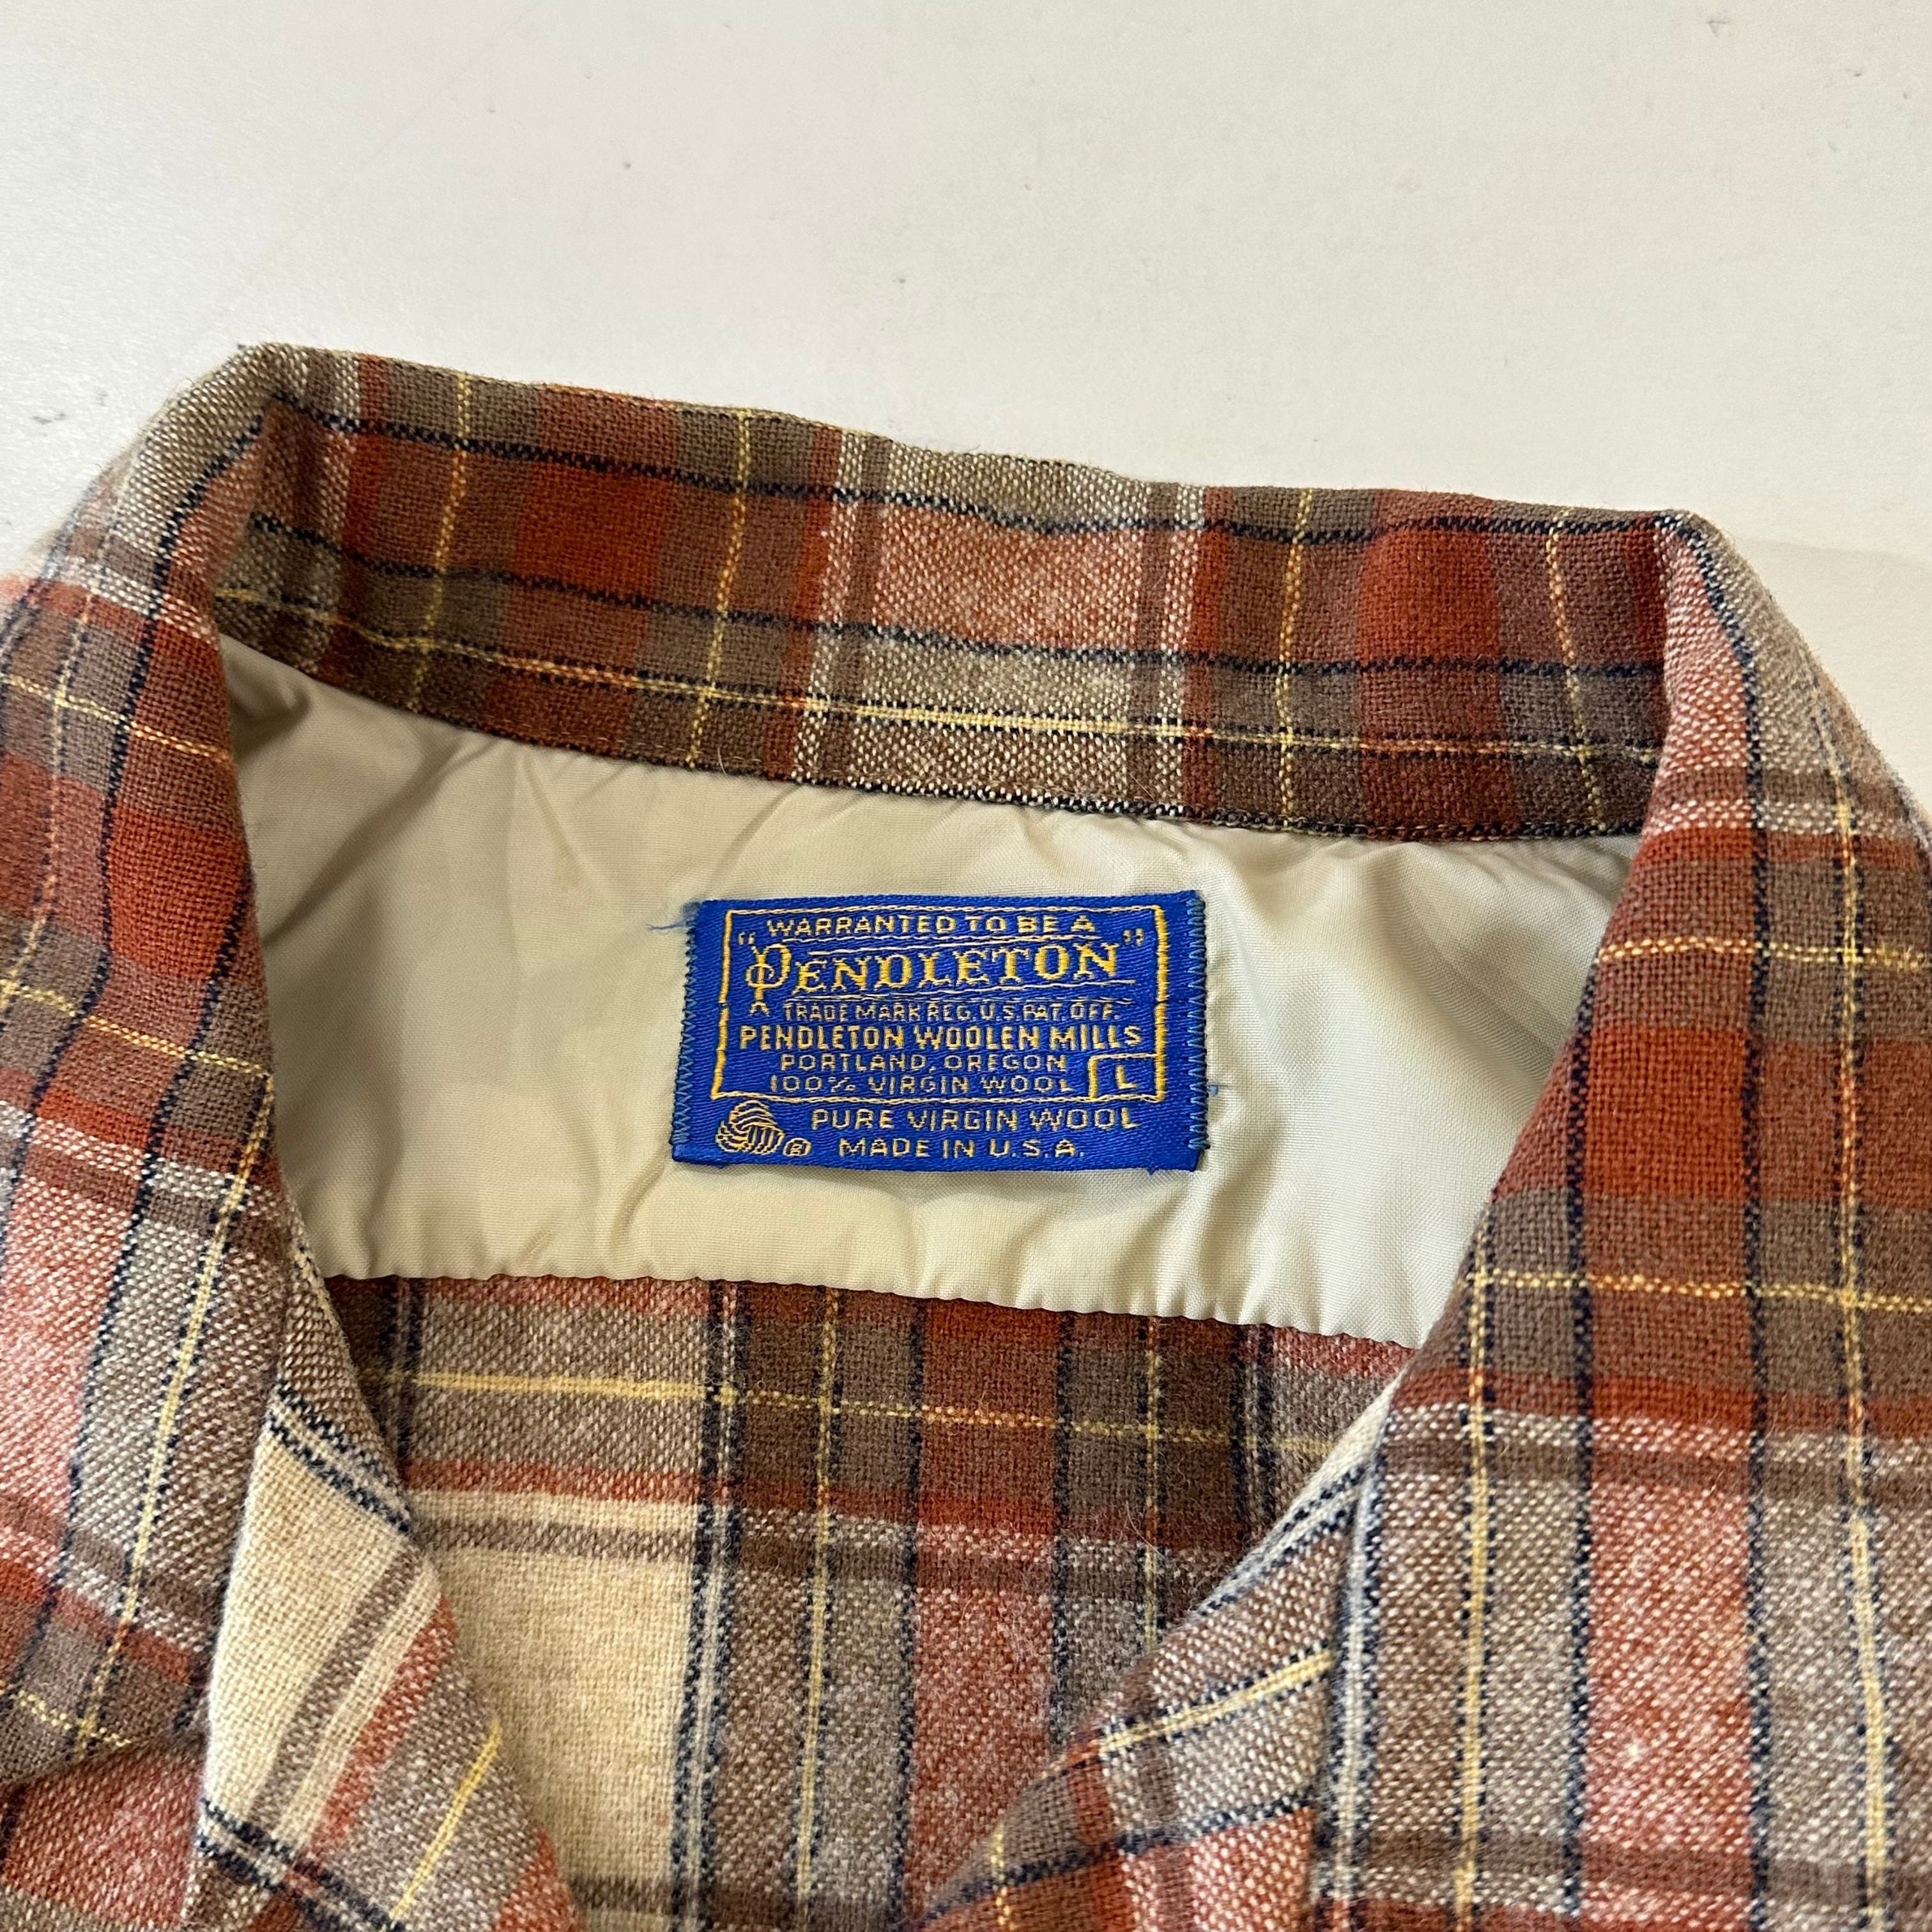 WARRANTED TO BE A
"PENDLETON"
TRADE MARK REG. U.S. PAT. OFF.
PENDLETON WOOLEN MILLS
PORTLAND, OREGON
100% VIRGIN WOOL L
PURE VIRGIN WOOL
® MADE IN U.S.A.